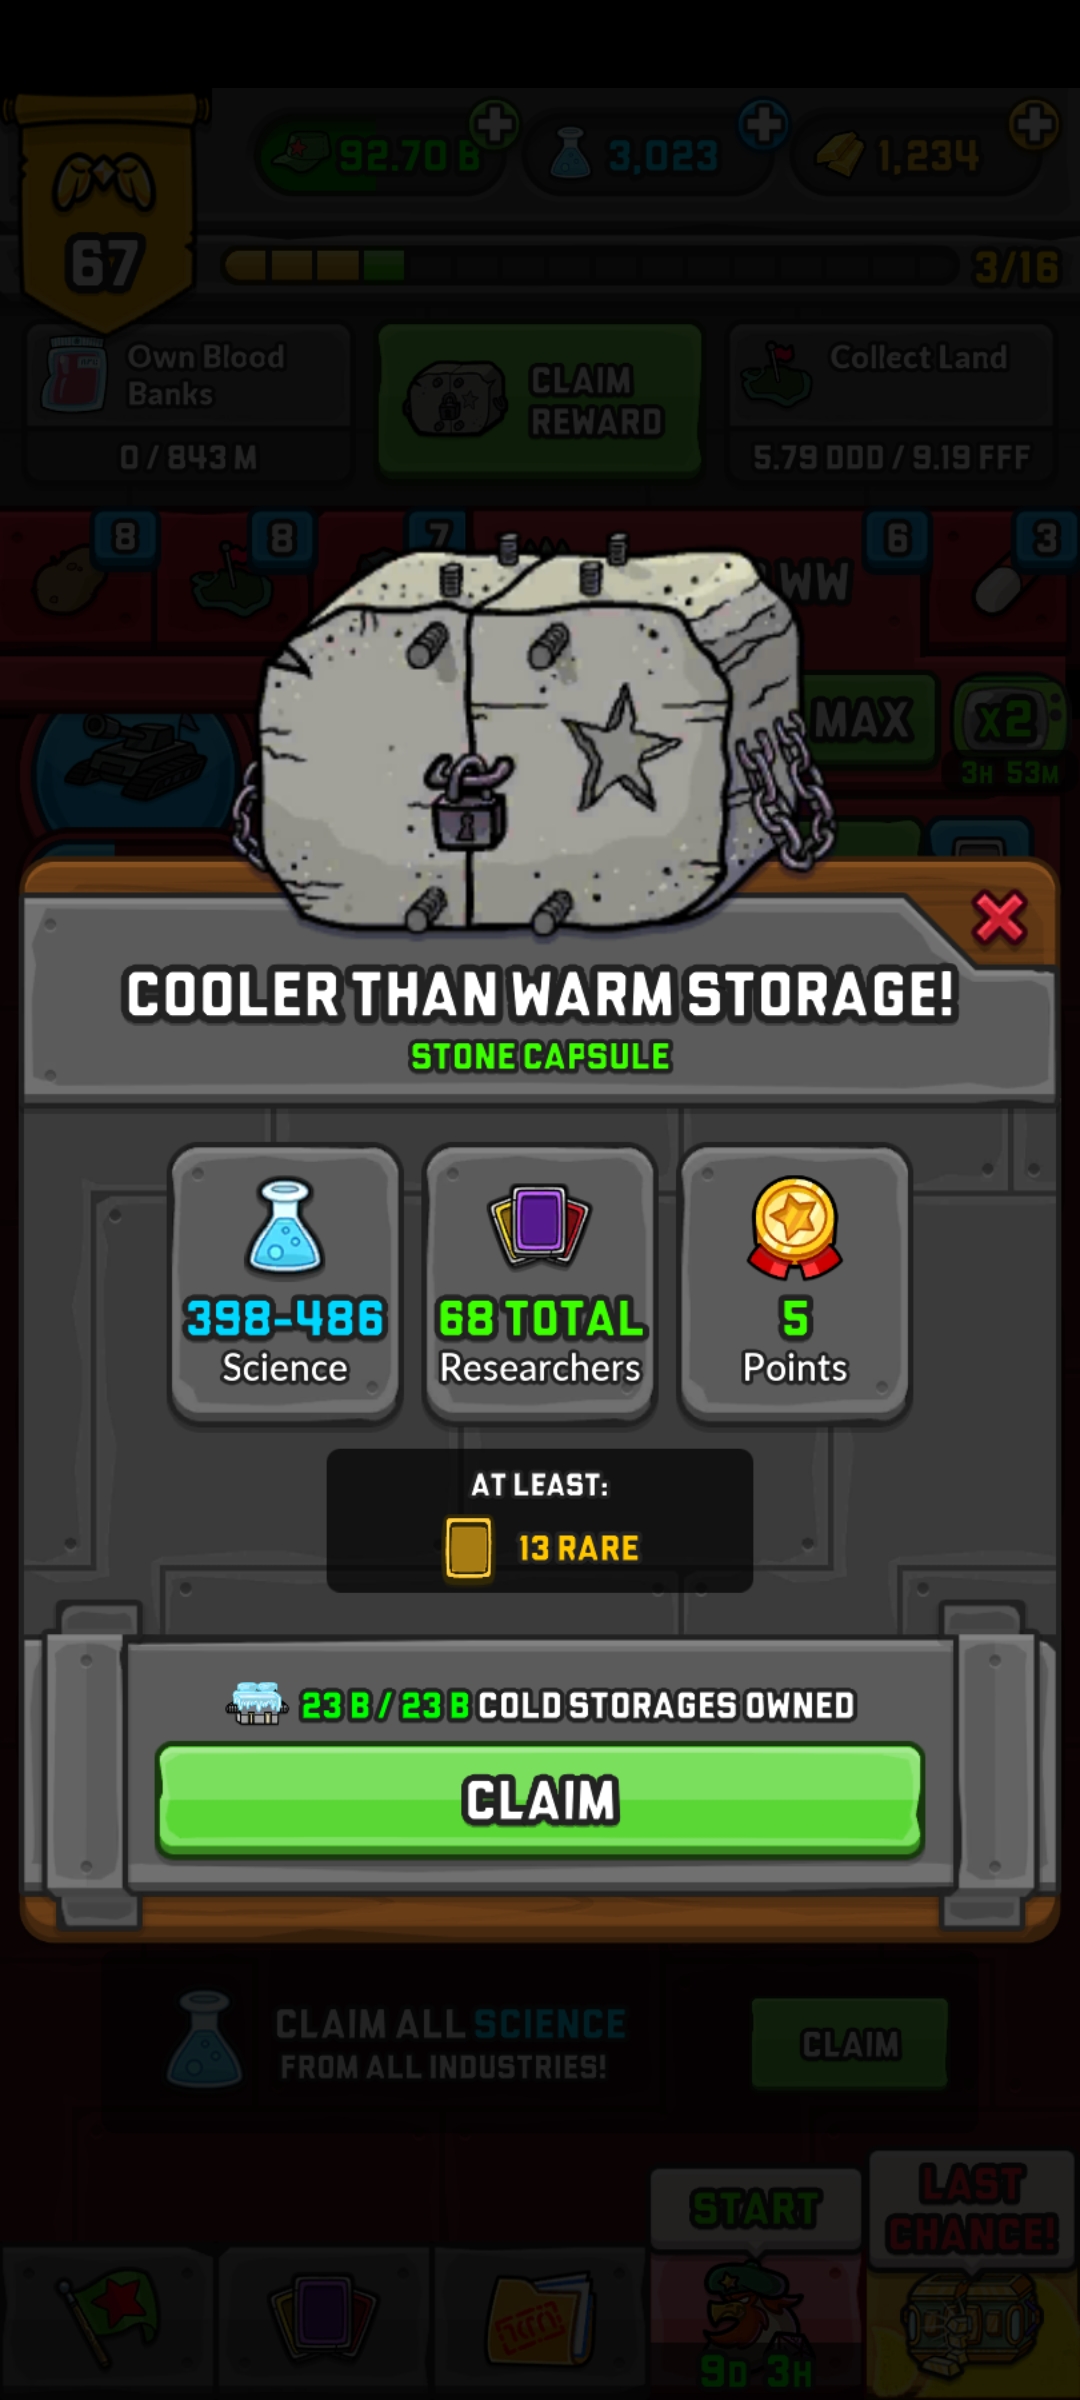 92.70 B
3,023
1,234
67
3/16
Own Blood
Banks
0 / 843 M
CLAIM
REWARD
Collect Land
5.79 DDD / 9.19 FFF
8
8
7
WW
6
3
MAX
X2
3H 53M
COOLER THAN WARM STORAGE!
STONE CAPSULE
398-486
Science
68 TOTAL
Researchers
5
Points
AT LEAST:
13 RARE
23 B / 23 B COLD STORAGES OWNED
CLAIM
CLAIM ALL SCIENCE
FROM ALL INDUSTRIES!
CLAIM
START
LAST
CHANCE!
9D 3H